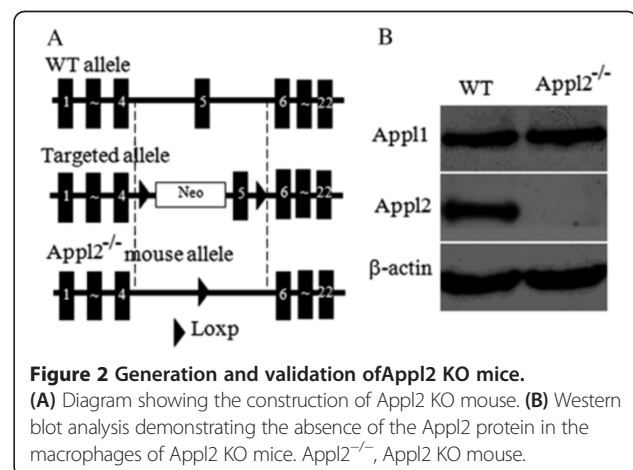 A
WT allele
1 ~ 4 5 6 ~ 22
Targeted allele
1 ~ 4 Neo 5 6 ~ 22
Appl2-/- mouse allele
1 ~ 4 6 ~ 22
Loxp
B
WT Appl2-/-
Appl1
Appl2
β-actin
Figure 2 Generation and validation ofAppl2 KO mice.
(A) Diagram showing the construction of Appl2 KO mouse. (B) Western
blot analysis demonstrating the absence of the Appl2 protein in the
macrophages of Appl2 KO mice. Appl2−/−, Appl2 KO mouse.